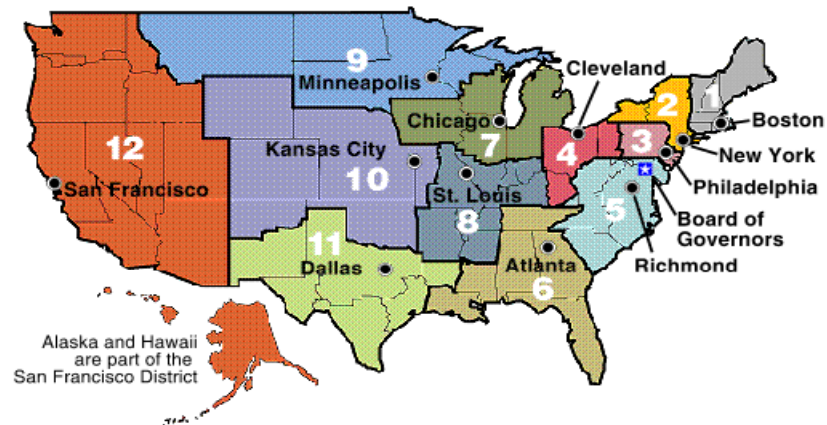 Cleveland
9
Minneapolis
2
1
Chicago
7
Boston
12
Kansas City
4
3
New York
10
San Francisco
St. Louis
Philadelphia
8
5
Board of
Governors
11
Dallas
Atlanta
Richmond
6
Alaska and Hawaii
are part of the
San Francisco District